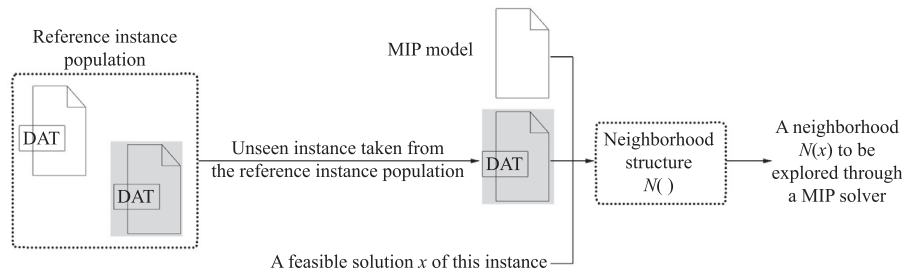 Reference instance
population
DAT
DAT
Unseen instance taken from
the reference instance population
MIP model
DAT
A feasible solution x of this instance
Neighborhood
structure
N( )
A neighborhood
N(x) to be
explored through
a MIP solver